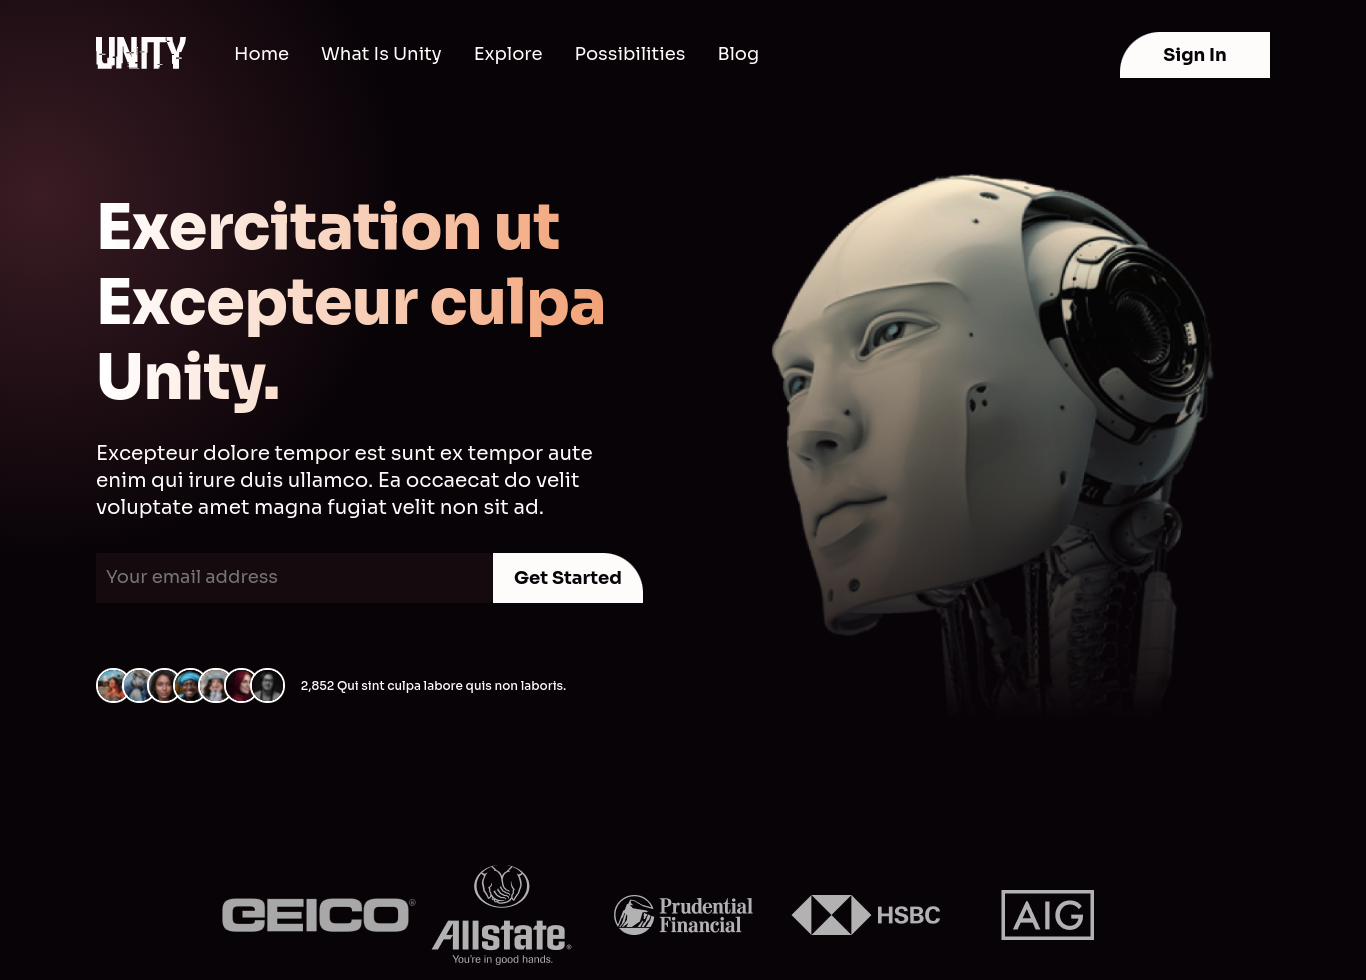 UNITY
Home
What Is Unity
Explore
Possibilities
Blog
Sign In
Exercitation ut
Excepteur culpa
Unity.
Excepteur dolore tempor est sunt ex tempor aute
enim qui irure duis ullamco. Ea occaecat do velit
voluptate amet magna fugiat velit non sit ad.
Your email address
Get Started
2,852 Qui sint culpa labore quis non laboris.
GEICO®
Allstate®
You're in good hands.
Prudential
Financial
HSBC
AIG